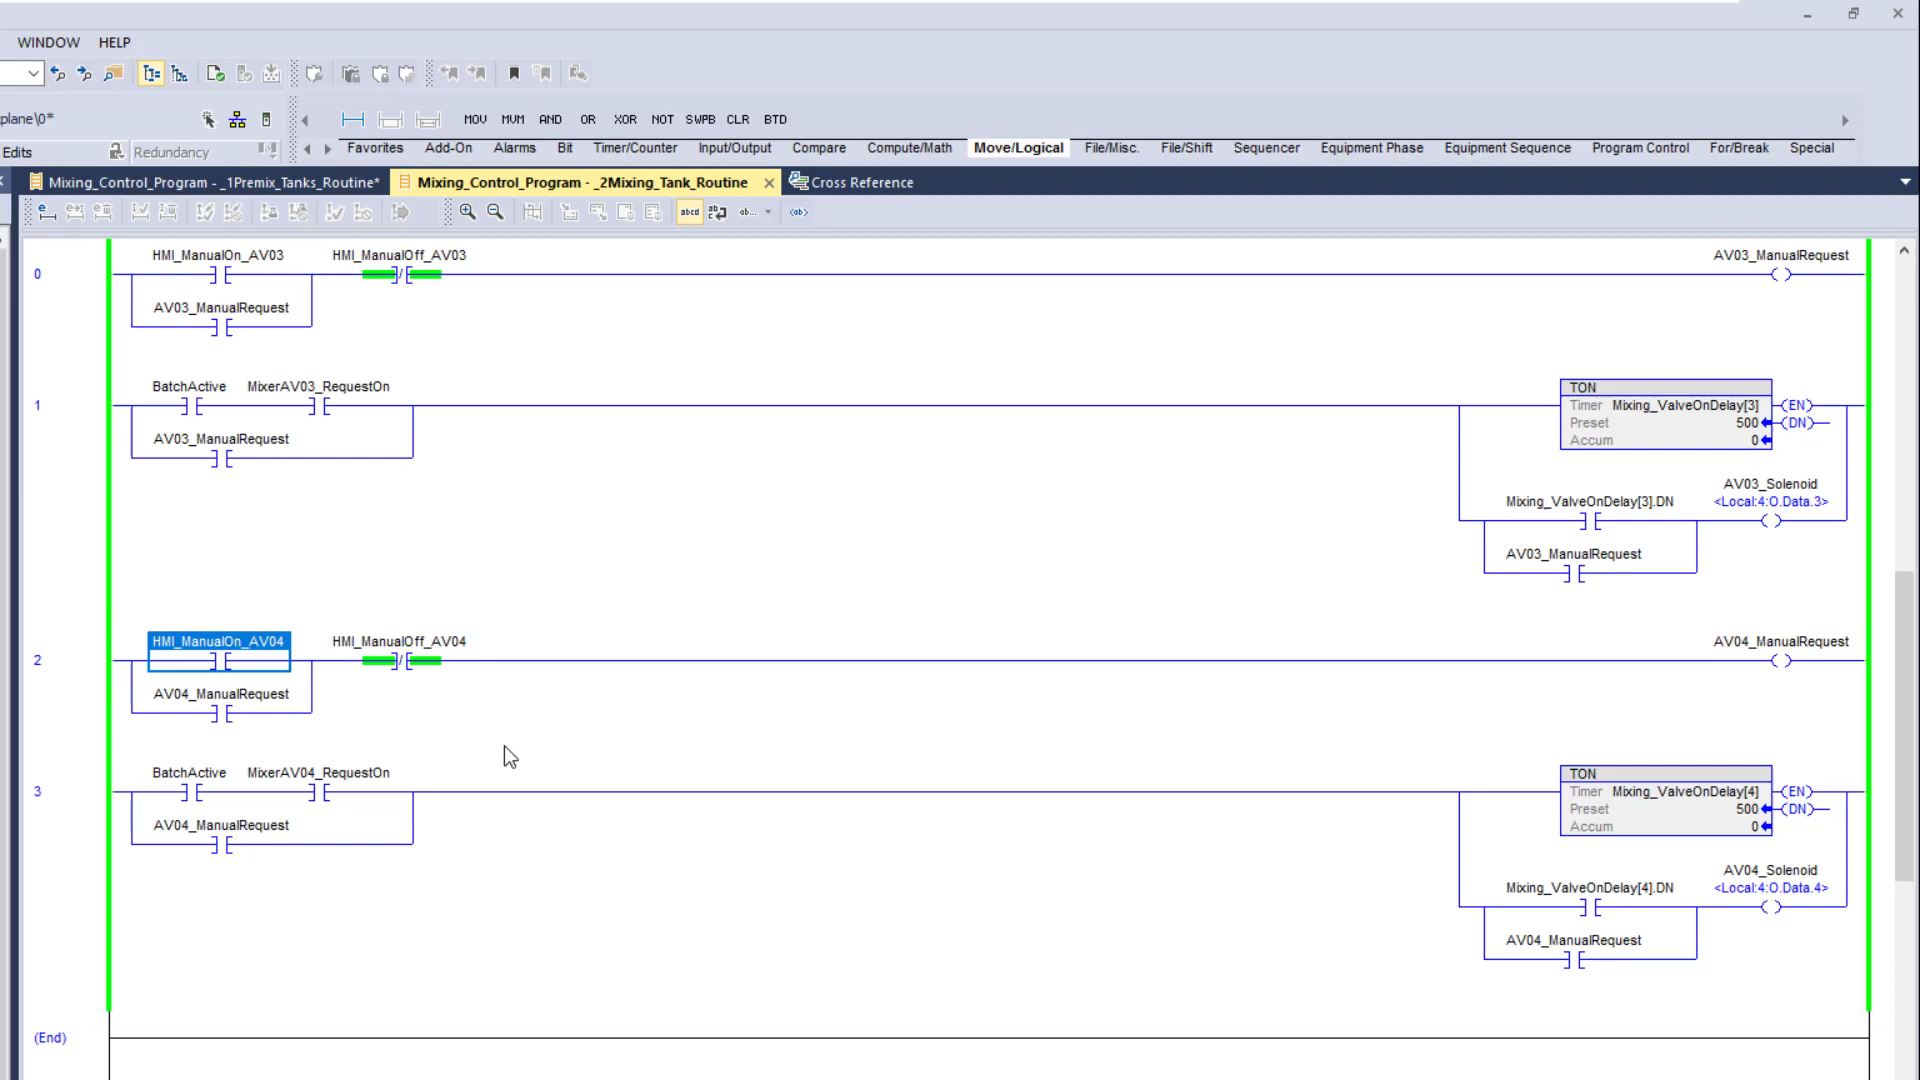 WINDOW HELP
plane\0*
MOV MVM AND OR XOR NOT SWPB CLR BTD
Edits Redundancy
Favorites Add-On Alarms Bit Timer/Counter Input/Output Compare Compute/Math Move/Logical File/Misc. File/Shift Sequencer Equipment Phase Equipment Sequence Program Control For/Break Special
Mixing_Control_Program - _1Premix_Tanks_Routine* Mixing_Control_Program - _2Mixing_Tank_Routine Cross Reference
abcd ab... <ab>
HMI_ManualOn_AV03 HMI_ManualOff_AV03 AV03_ManualRequest
0
AV03_ManualRequest
BatchActive MixerAV03_RequestOn TON
1 Timer Mixing_ValveOnDelay[3] EN
Preset 500 DN
AV03_ManualRequest Accum 0
AV03_Solenoid
Mixing_ValveOnDelay[3].DN <Local:4:O.Data.3>
AV03_ManualRequest
HMI_ManualOn_AV04 HMI_ManualOff_AV04 AV04_ManualRequest
2
AV04_ManualRequest
BatchActive MixerAV04_RequestOn TON
3 Timer Mixing_ValveOnDelay[4] EN
Preset 500 DN
AV04_ManualRequest Accum 0
AV04_Solenoid
Mixing_ValveOnDelay[4].DN <Local:4:O.Data.4>
AV04_ManualRequest
(End)